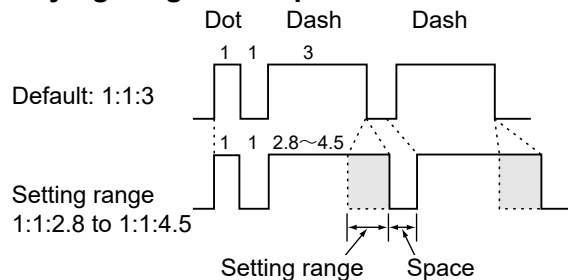 Dot Dash Dash
1 1 3
Default: 1:1:3
1 1 2.8～4.5
Setting range
1:1:2.8 to 1:1:4.5
Setting range Space